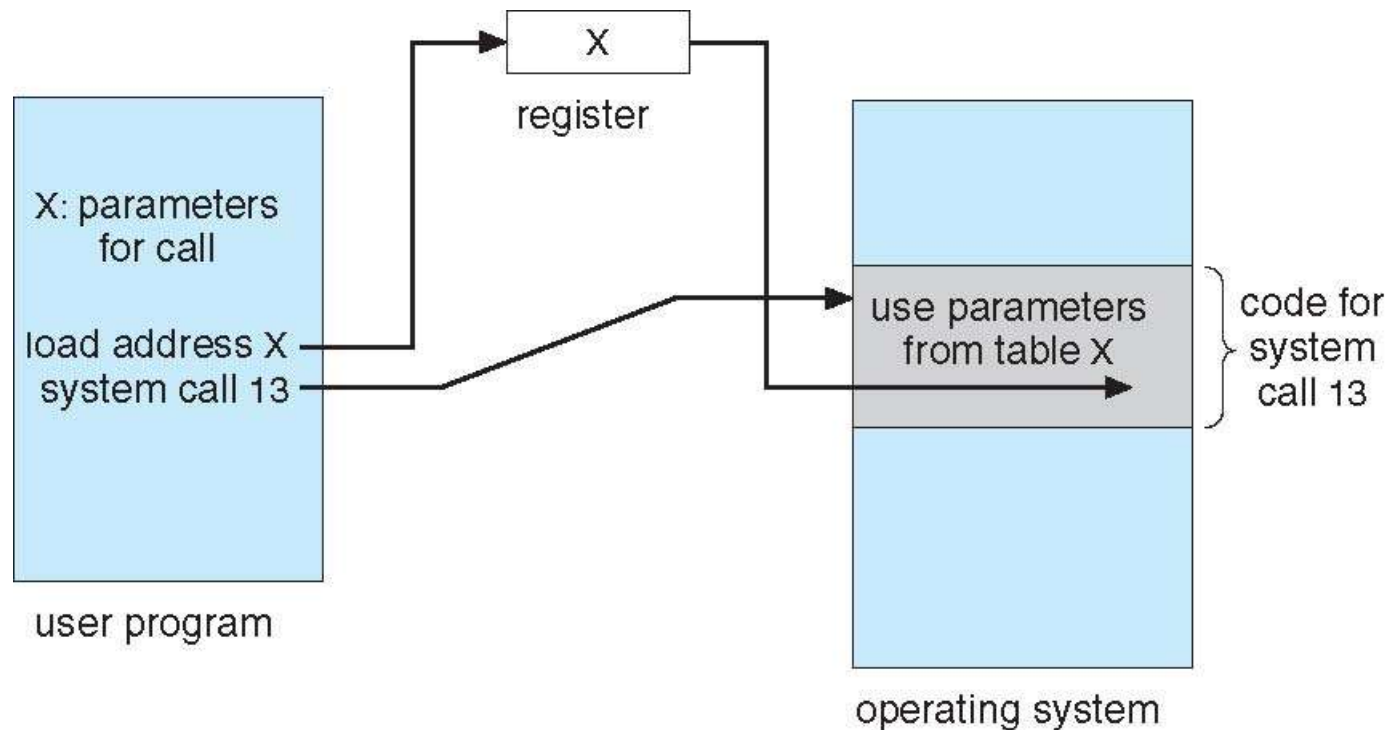 X
register
X: parameters
for call
load address X
system call 13
user program
use parameters
from table X
code for
system
call 13
operating system